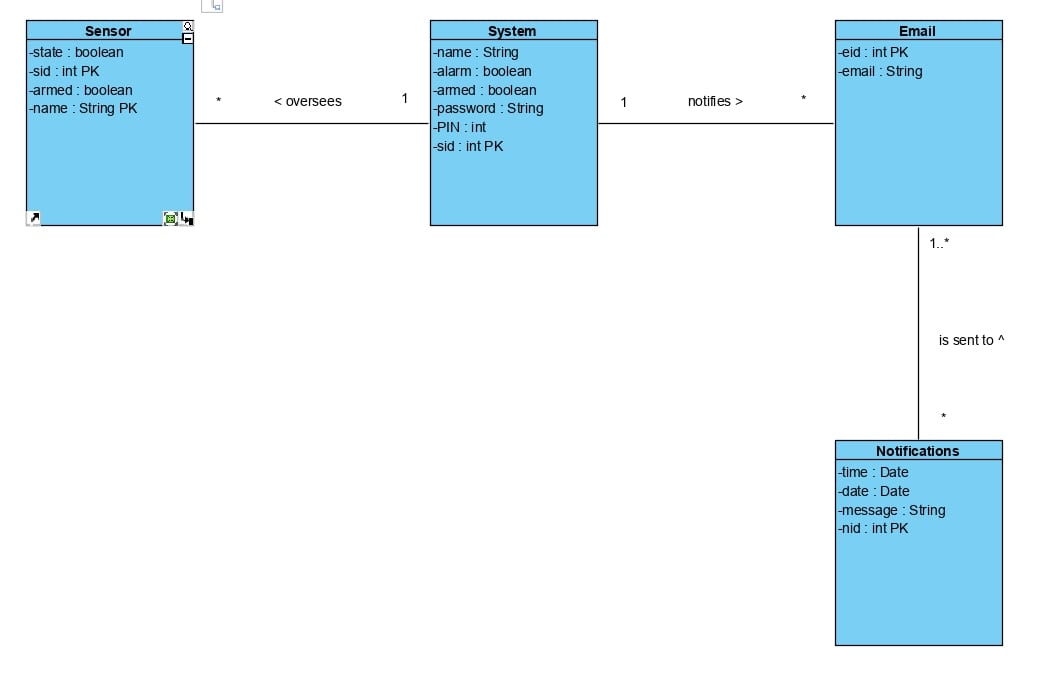 Sensor
-state : boolean
-sid : int PK
-armed : boolean
-name : String PK
*
< oversees
1
System
-name : String
-alarm : boolean
-armed : boolean
-password : String
-PIN : int
-sid : int PK
1
notifies >
*
Email
-eid : int PK
-email : String
1..*
is sent to ^
*
Notifications
-time : Date
-date : Date
-message : String
-nid : int PK